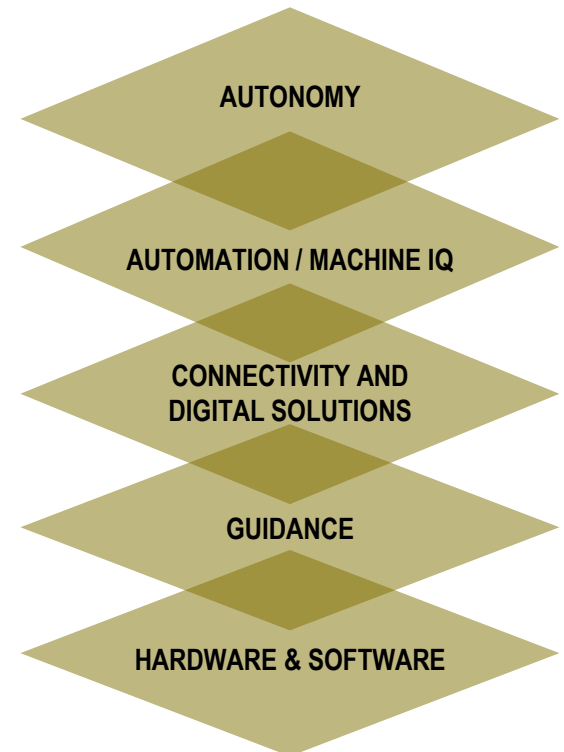 AUTONOMY
AUTOMATION / MACHINE IQ
CONNECTIVITY AND
DIGITAL SOLUTIONS
GUIDANCE
HARDWARE & SOFTWARE